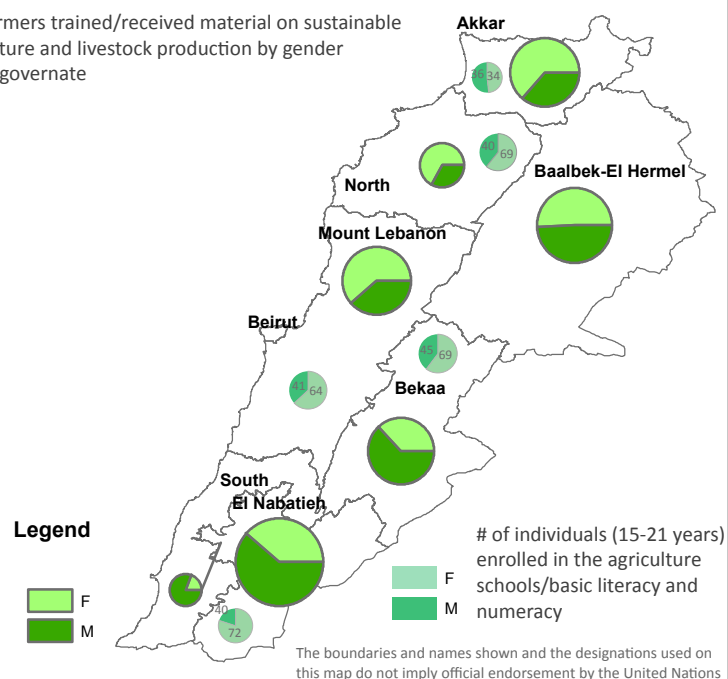 rmers trained/received material on sustainable
ture and livestock production by gender
governate
Akkar
36 34
40 69
North
Baalbek-El Hermel
Mount Lebanon
Beirut
45 69
41 64
Bekaa
South
El Nabatieh
40
72
Legend
F
M
F
M
# of individuals (15-21 years)
enrolled in the agriculture
schools/basic literacy and
numeracy
The boundaries and names shown and the designations used on
this map do not imply official endorsement by the United Nations